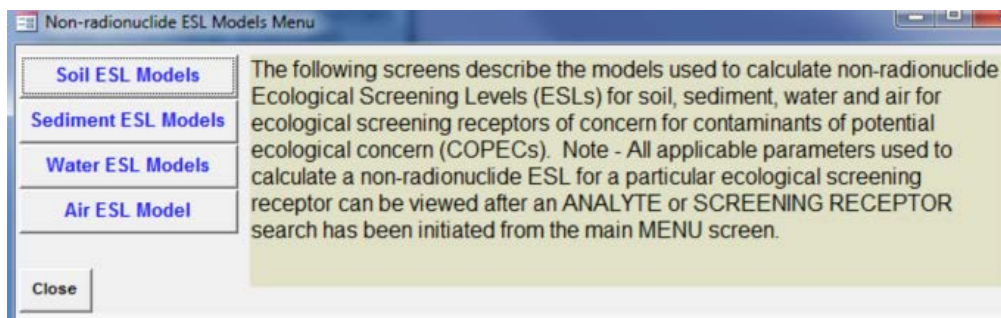 Non-radionuclide ESL Models Menu
Soil ESL Models
Sediment ESL Models
Water ESL Models
Air ESL Model
Close
The following screens describe the models used to calculate non-radionuclide
Ecological Screening Levels (ESLs) for soil, sediment, water and air for
ecological screening receptors of concern for contaminants of potential
ecological concern (COPECs). Note - All applicable parameters used to
calculate a non-radionuclide ESL for a particular ecological screening
receptor can be viewed after an ANALYTE or SCREENING RECEPTOR
search has been initiated from the main MENU screen.